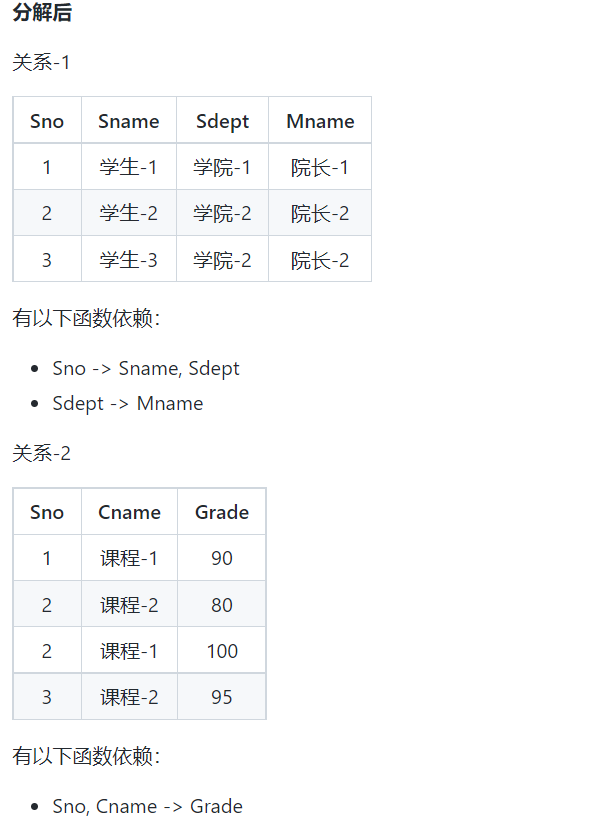 分解后
关系-1
Sno Sname Sdept Mname
1 学生-1 学院-1 院长-1
2 学生-2 学院-2 院长-2
3 学生-3 学院-2 院长-2
有以下函数依赖：
• Sno -> Sname, Sdept
• Sdept -> Mname
关系-2
Sno Cname Grade
1 课程-1 90
2 课程-2 80
2 课程-1 100
3 课程-2 95
有以下函数依赖：
• Sno, Cname -> Grade